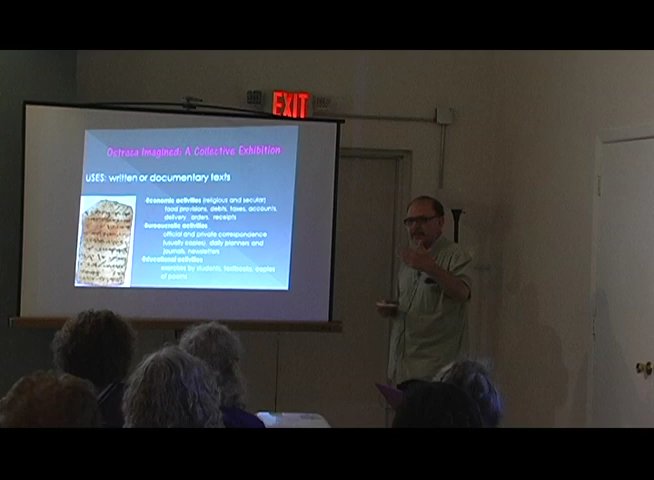 EXIT
Ostraca Imagined: A Collective Exhibition
USES: written or documentary texts
Economic activities (religious and secular)
food provisions, debts, taxes, accounts,
delivery orders, receipts
Bureaucratic activities
official and private correspondence
(usually copies), daily planners and
journals, newsletters
Educational activities
exercises by students, textbooks, copies
of poems